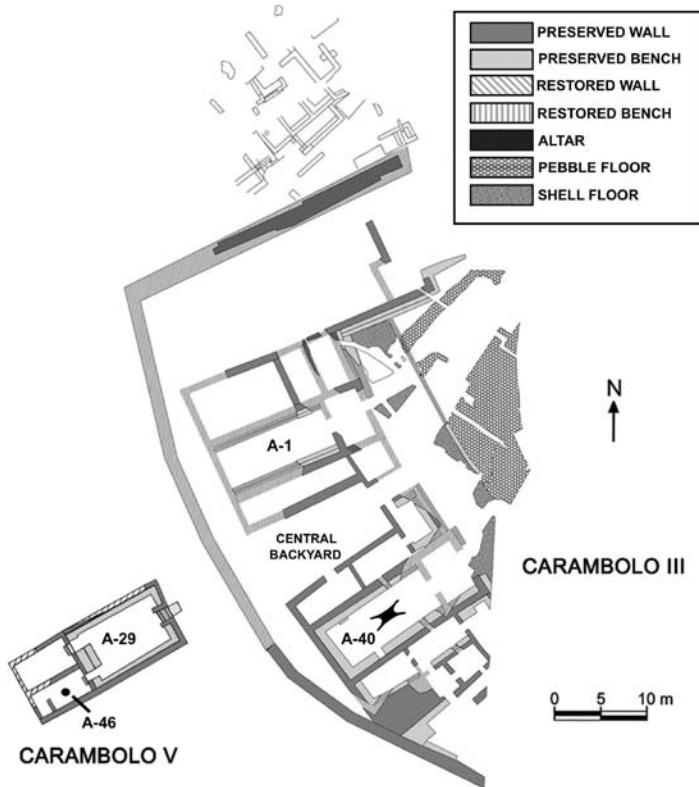 PRESERVED WALL
PRESERVED BENCH
RESTORED WALL
RESTORED BENCH
ALTAR
PEBBLE FLOOR
SHELL FLOOR
N
A-1
CENTRAL
BACKYARD
CARAMBOLO III
A-40
A-29
A-46
0 5 10 m
CARAMBOLO V